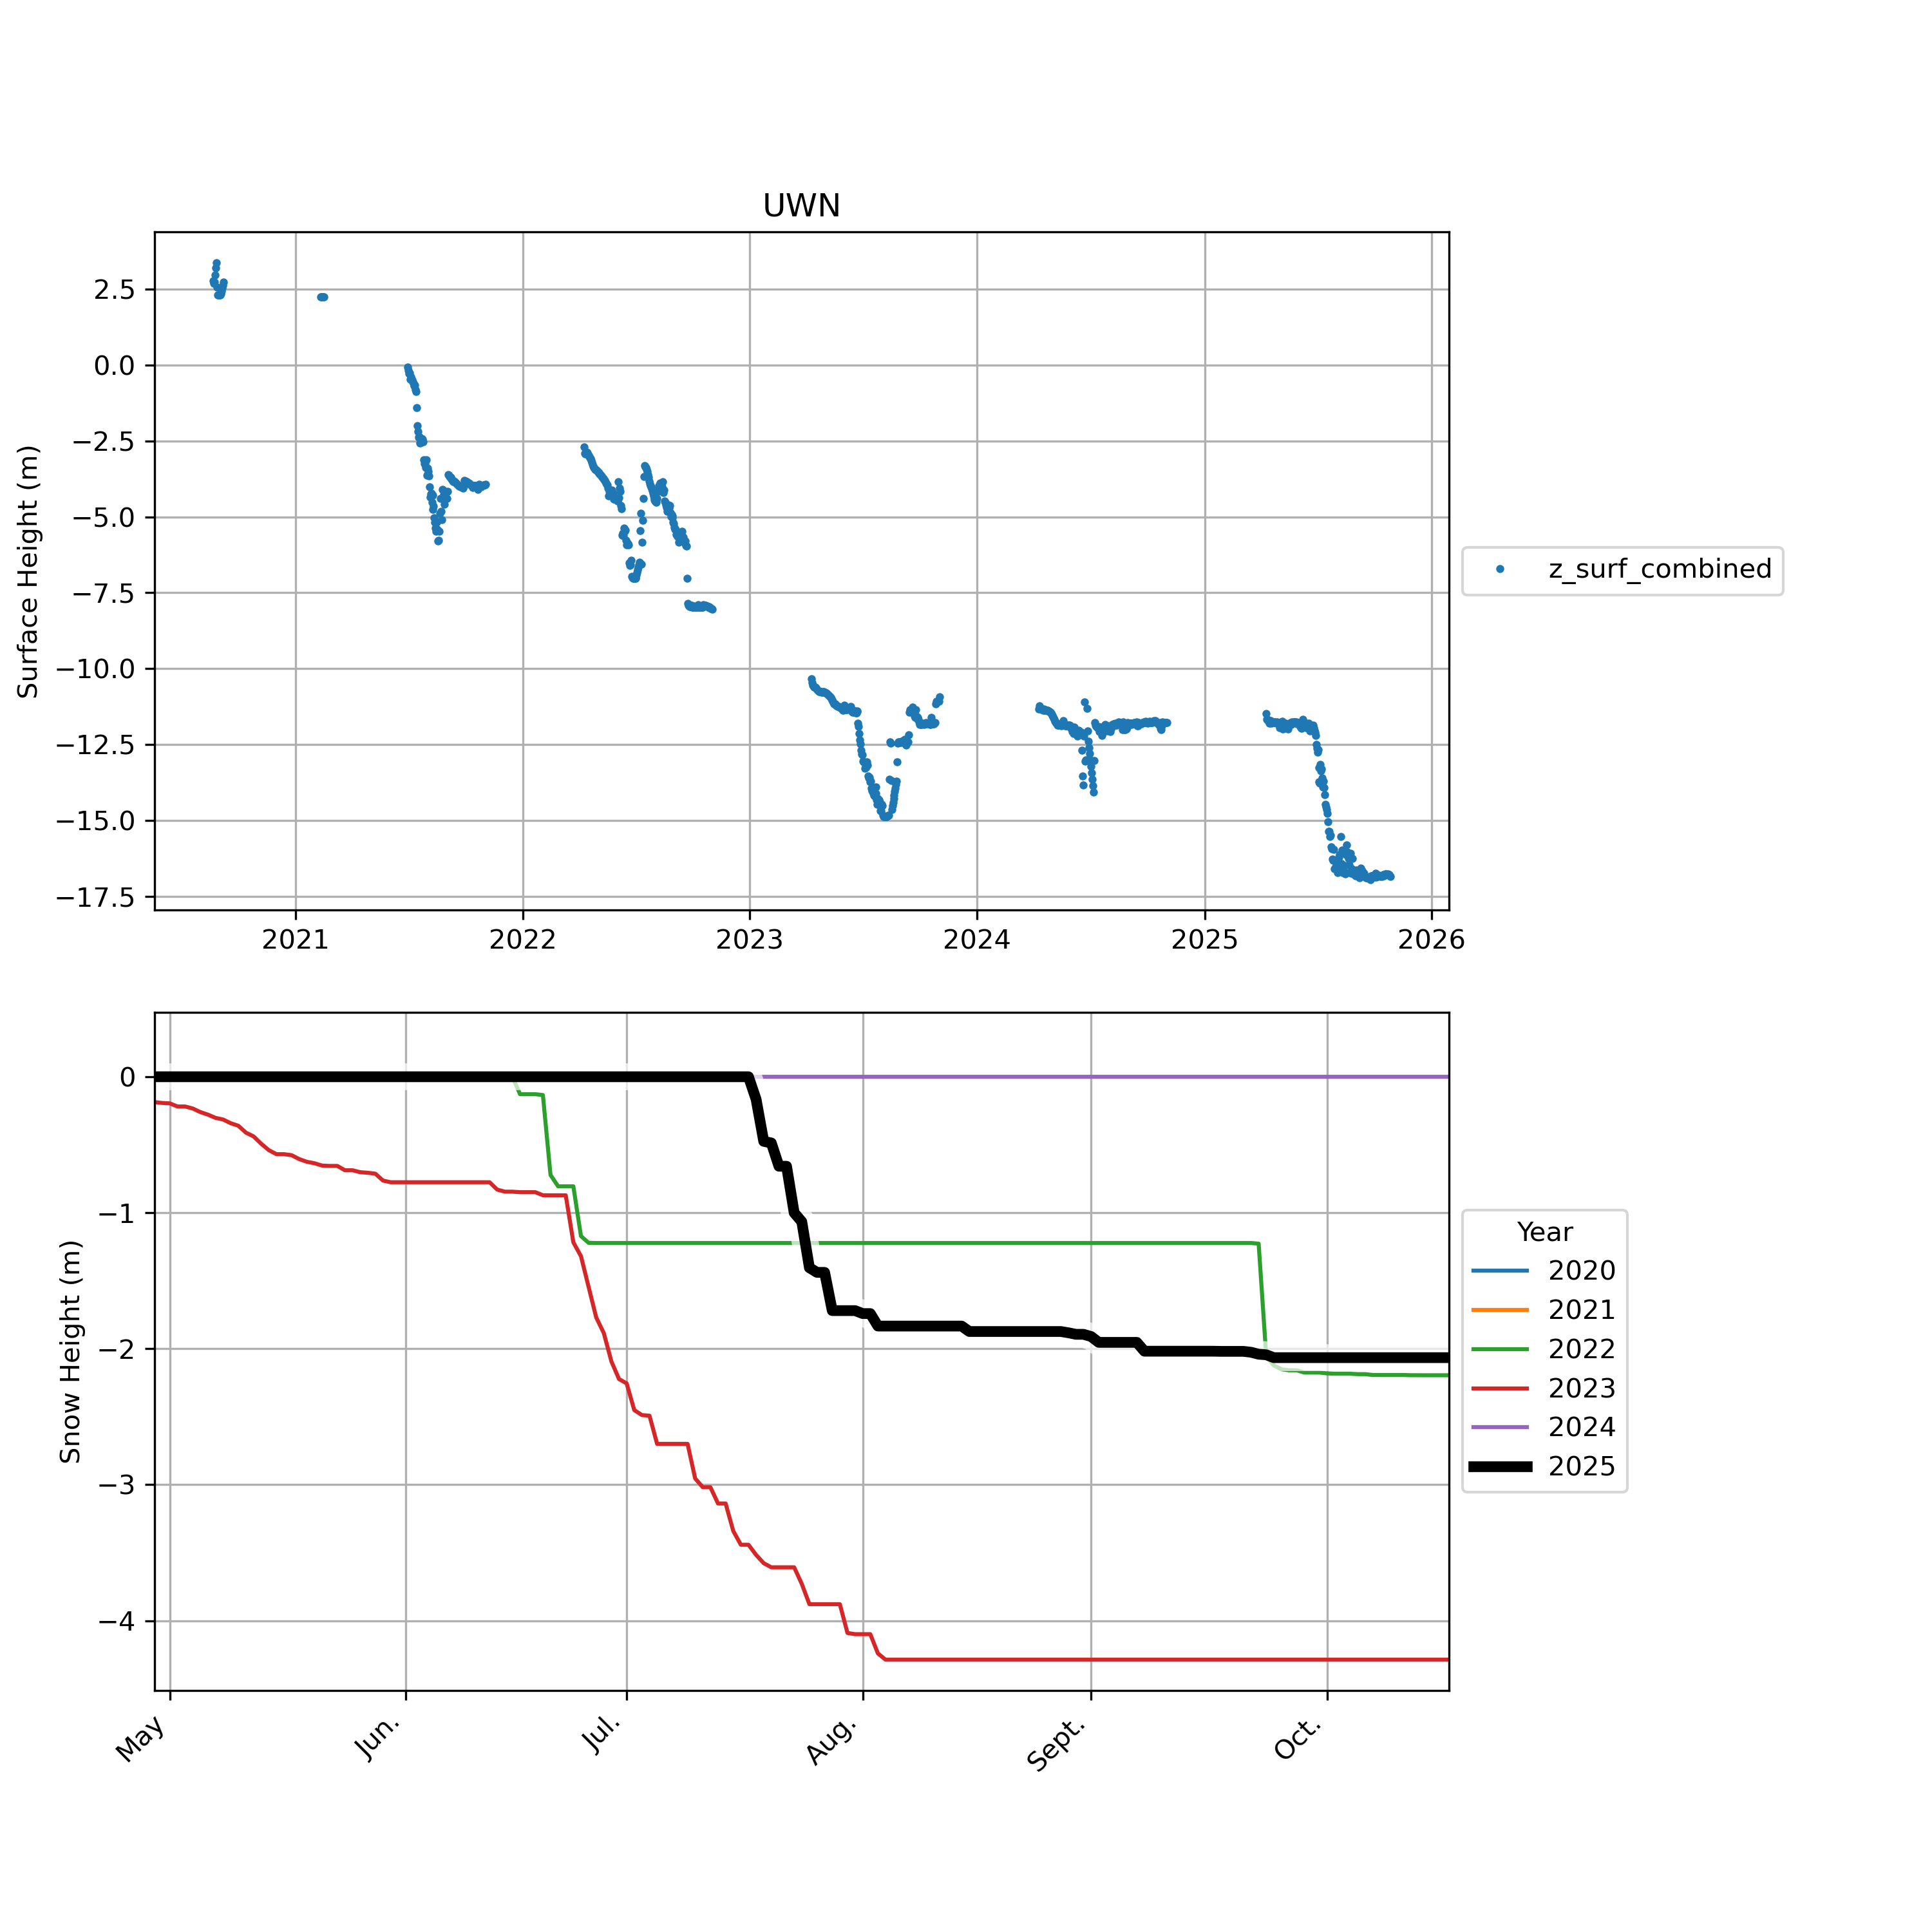 UWN
Surface Height (m)
2.5
0.0
−2.5
−5.0
−7.5
−10.0
−12.5
−15.0
−17.5
2021 2022 2023 2024 2025 2026
z_surf_combined
Snow Height (m)
0
−1
−2
−3
−4
May Jun. Jul. Aug. Sept. Oct.
Year
2020
2021
2022
2023
2024
2025